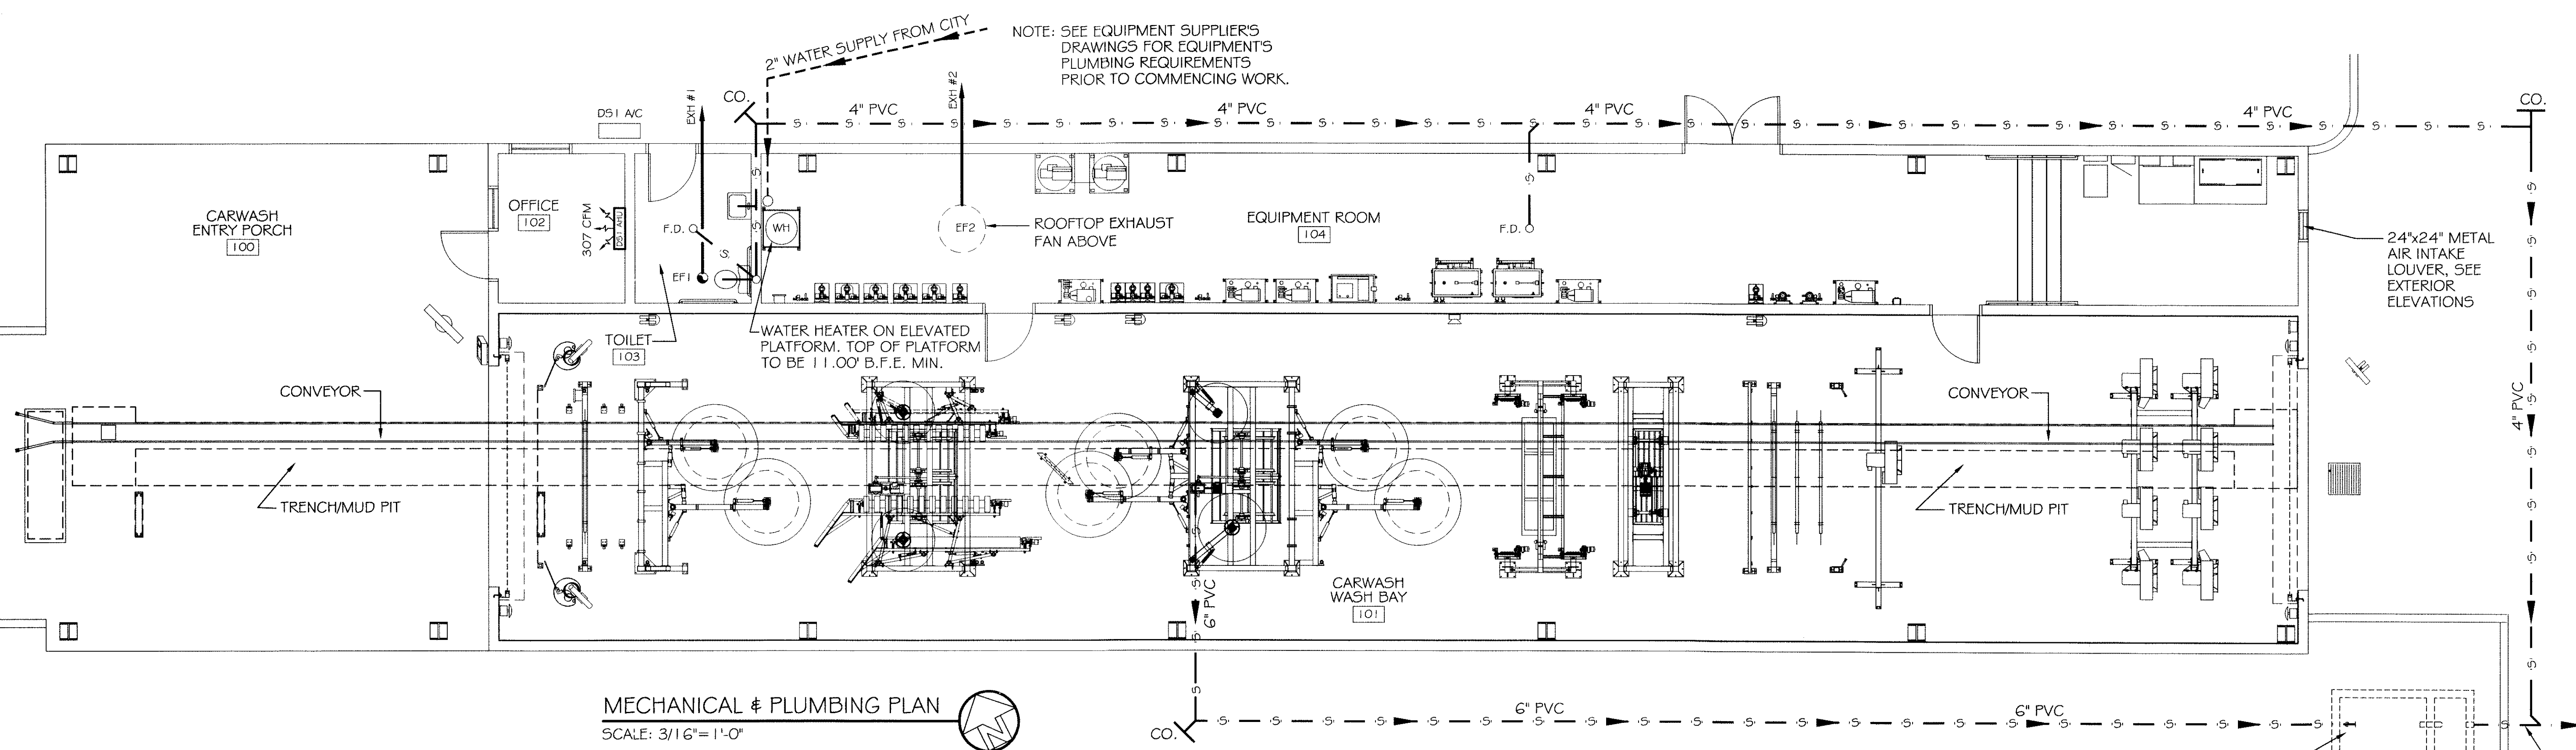 2" WATER SUPPLY FROM CITY
NOTE: SEE EQUIPMENT SUPPLIER'S
DRAWINGS FOR EQUIPMENT'S
PLUMBING REQUIREMENTS
PRIOR TO COMMENCING WORK.
DS1 A/C
EXH #1
CO.
4" PVC
EXH #2
4" PVC
4" PVC
4" PVC
CO.
CARWASH
ENTRY PORCH
100
OFFICE
102
307 CFM
DS1 AHU
F.D.
EF1
WH
EF2
ROOFTOP EXHAUST
FAN ABOVE
EQUIPMENT ROOM
104
F.D.
24"x24" METAL
AIR INTAKE
LOUVER, SEE
EXTERIOR
ELEVATIONS
TOILET
103
WATER HEATER ON ELEVATED
PLATFORM. TOP OF PLATFORM
TO BE 11.00' B.F.E. MIN.
CONVEYOR
CONVEYOR
4" PVC
TRENCH/MUD PIT
TRENCH/MUD PIT
CARWASH
WASH BAY
101
6" PVC
MECHANICAL & PLUMBING PLAN
N
SCALE: 3/16"=1'-0"
CO.
6" PVC
6" PVC
S S S S S S S S S S S S S S S S S S S S S S S S S S S S